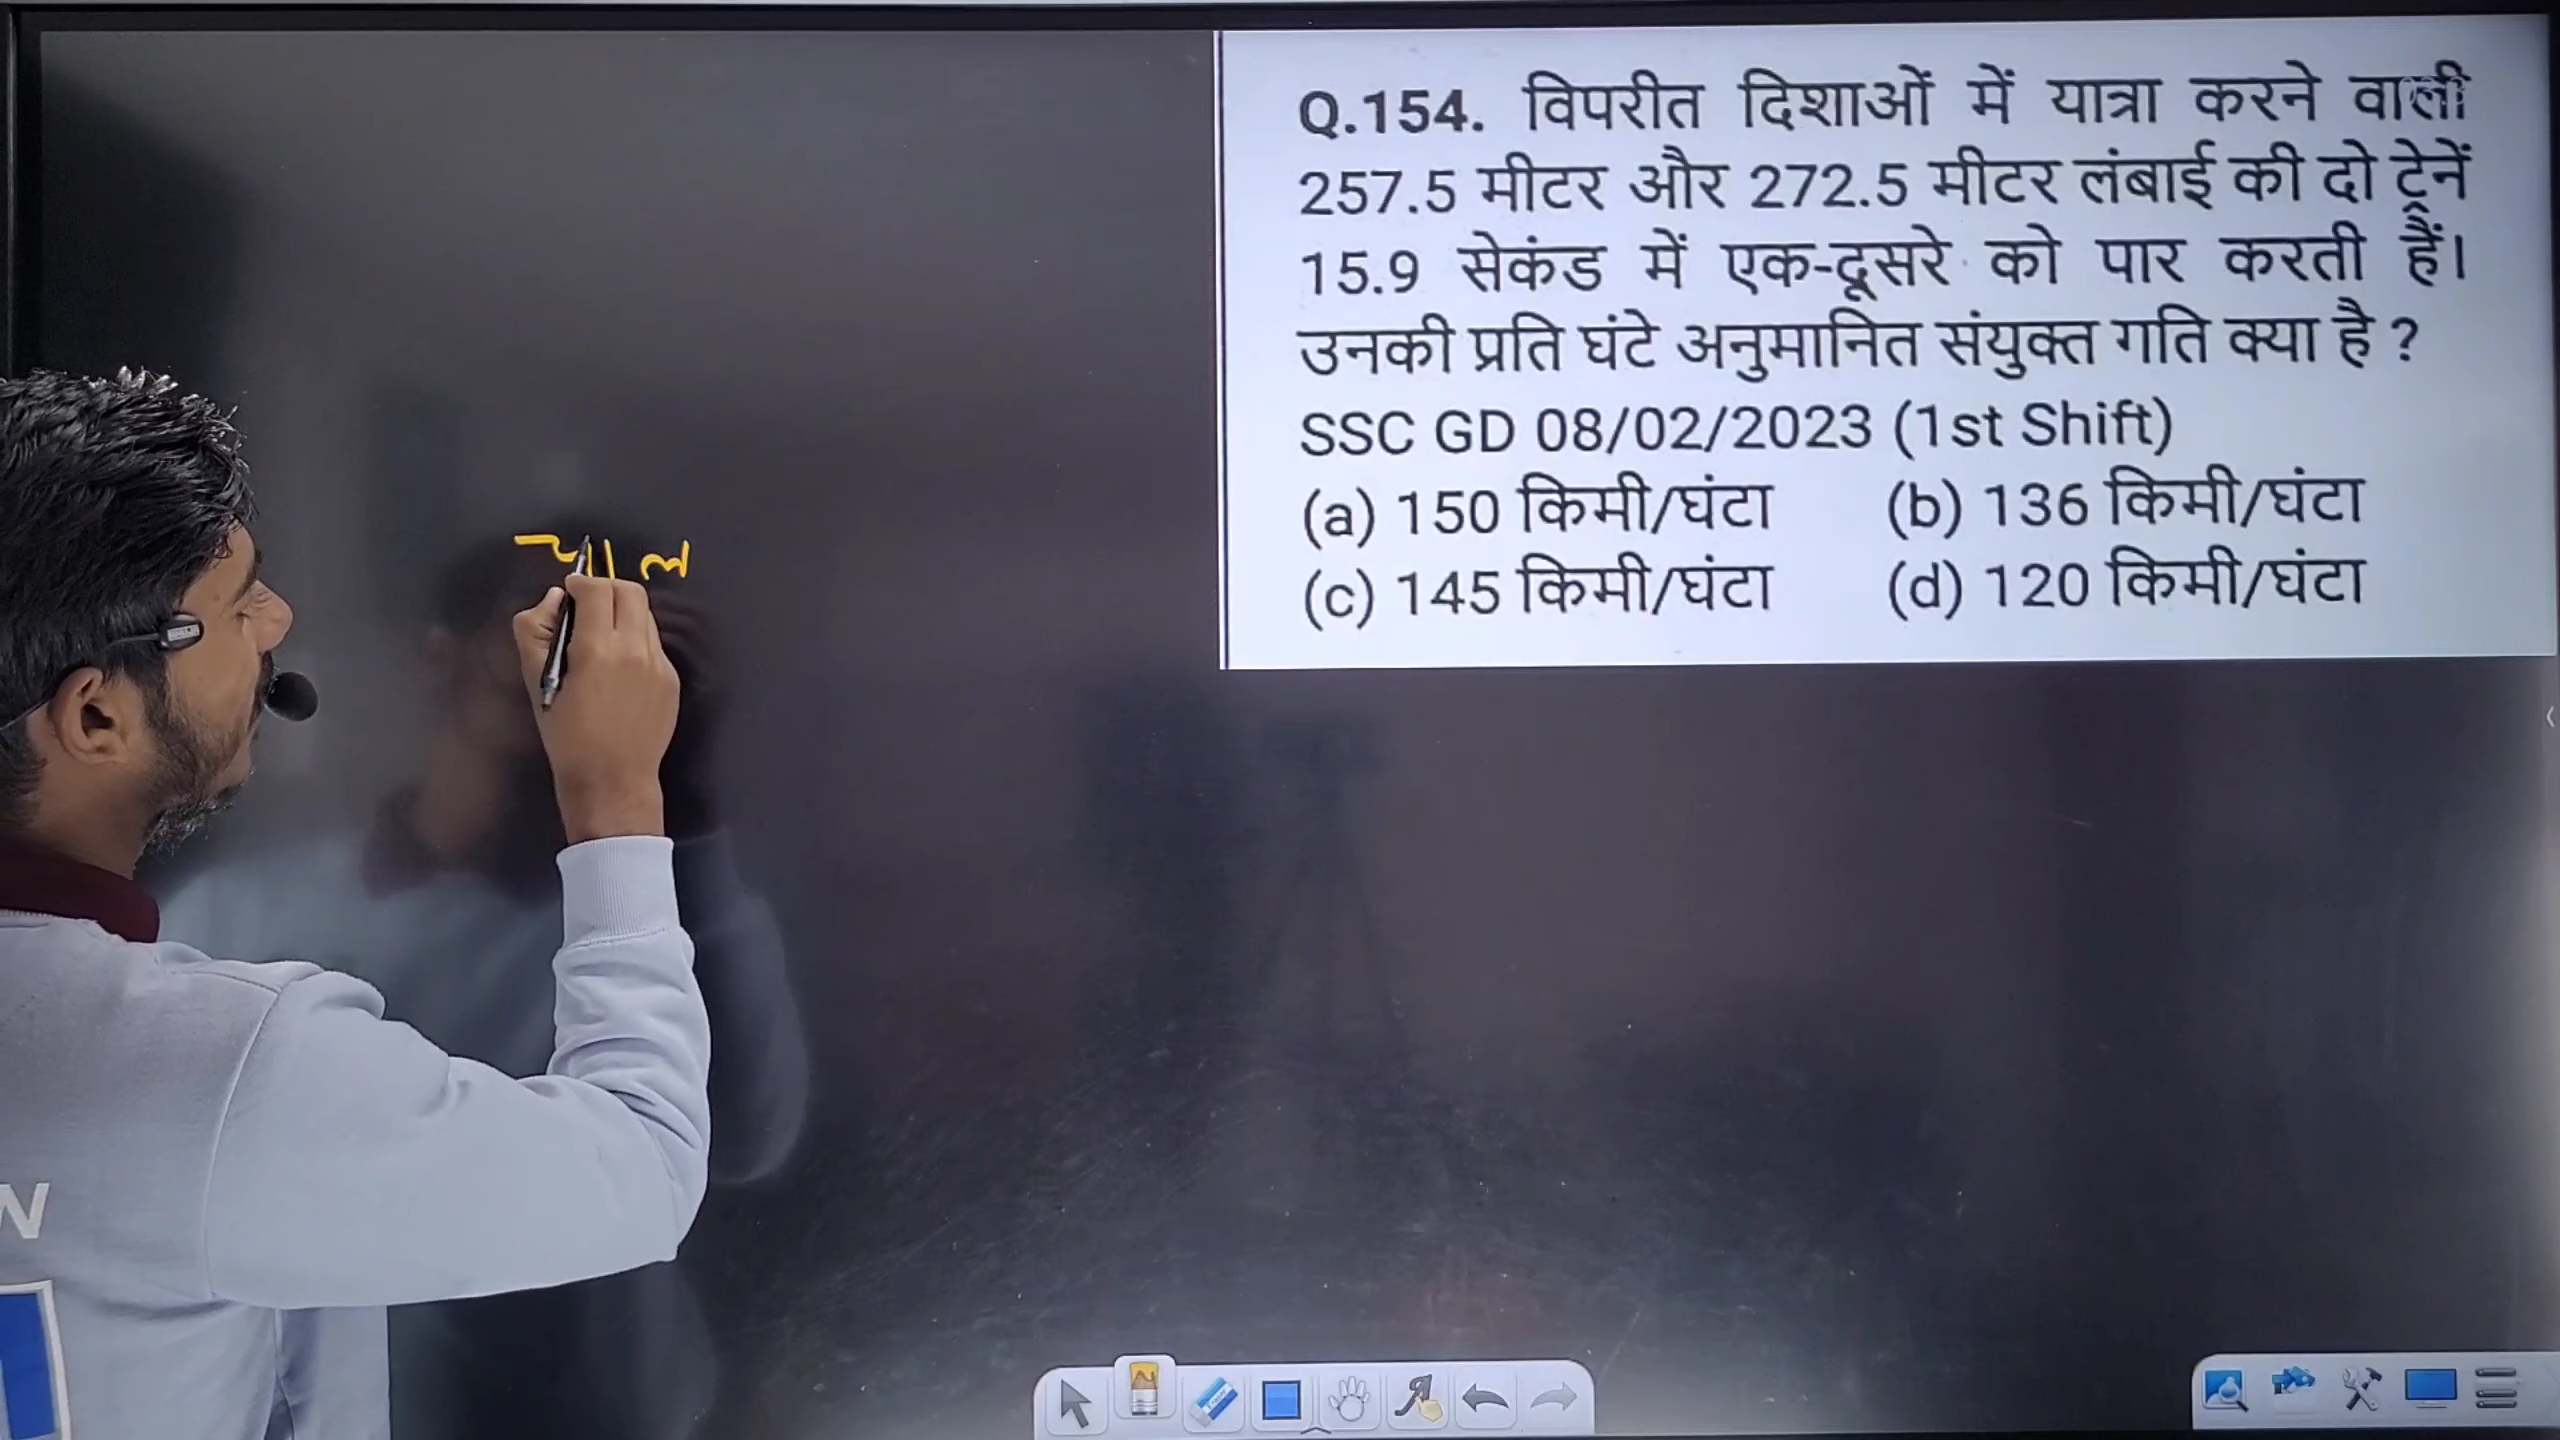 Q.154. विपरीत दिशाओं में यात्रा करने वाली
257.5 मीटर और 272.5 मीटर लंबाई की दो ट्रेनें
15.9 सेकंड में एक-दूसरे को पार करती हैं।
उनकी प्रति घंटे अनुमानित संयुक्त गति क्या है ?
SSC GD 08/02/2023 (1st Shift)
(a) 150 किमी/घंटा (b) 136 किमी/घंटा
(c) 145 किमी/घंटा (d) 120 किमी/घंटा
चाल